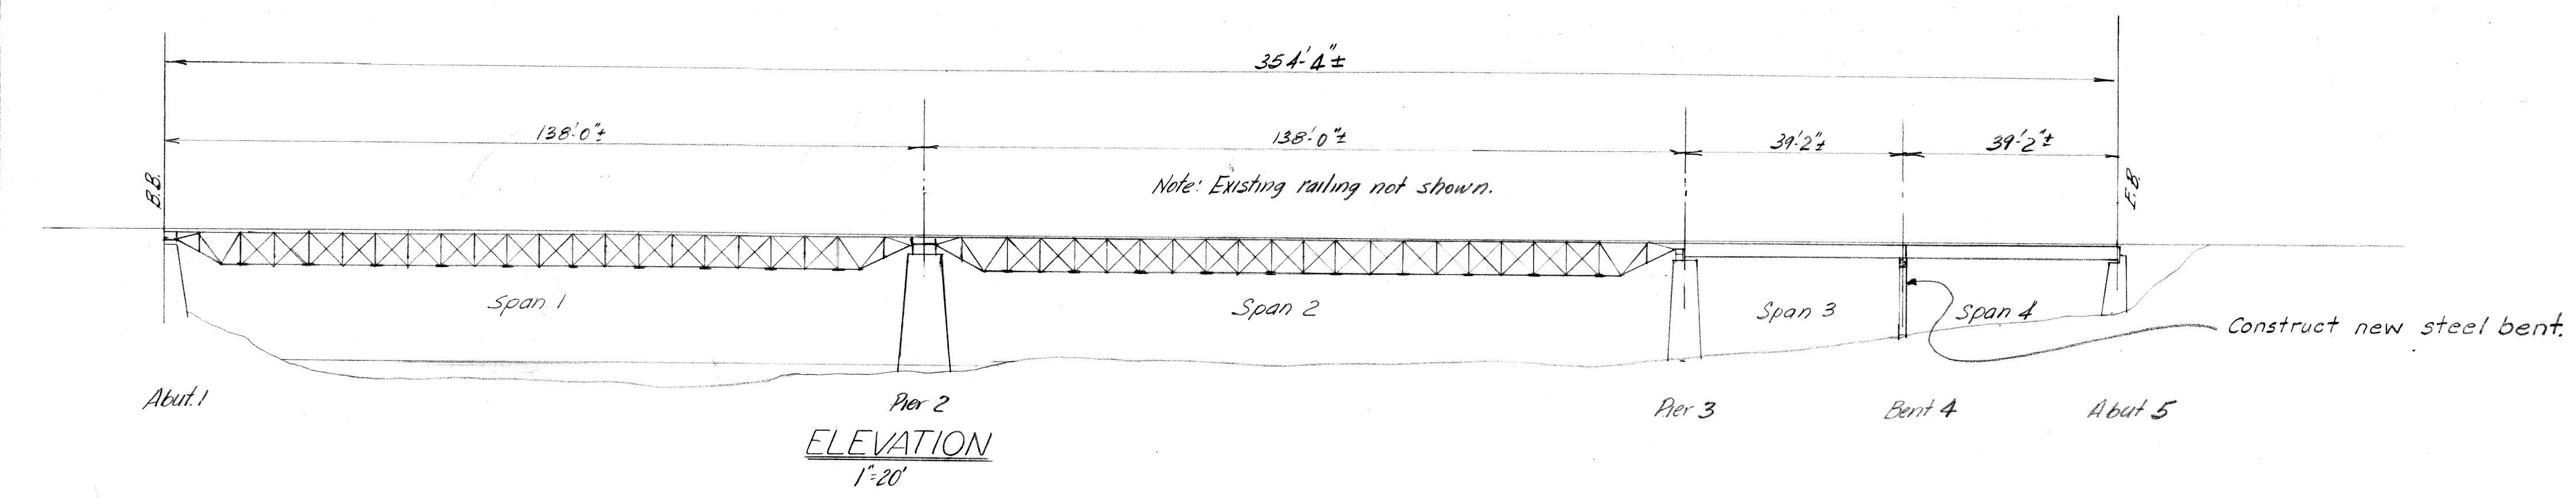 354'-4"±
138'-0"±
138'-0"±
39'-2"±
39'-2"±
B.B.
Note: Existing railing not shown.
E.B.
Span 1
Span 2
Span 3
Span 4
Construct new steel bent.
Abut. 1
Pier 2
Pier 3
Bent 4
Abut 5
ELEVATION
1"=20'